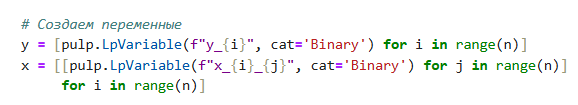 # Создаем переменные
y = [pulp.LpVariable(f"y_{i}", cat='Binary') for i in range(n)]
x = [[pulp.LpVariable(f"x_{i}_{j}", cat='Binary') for j in range(n)]
     for i in range(n)]